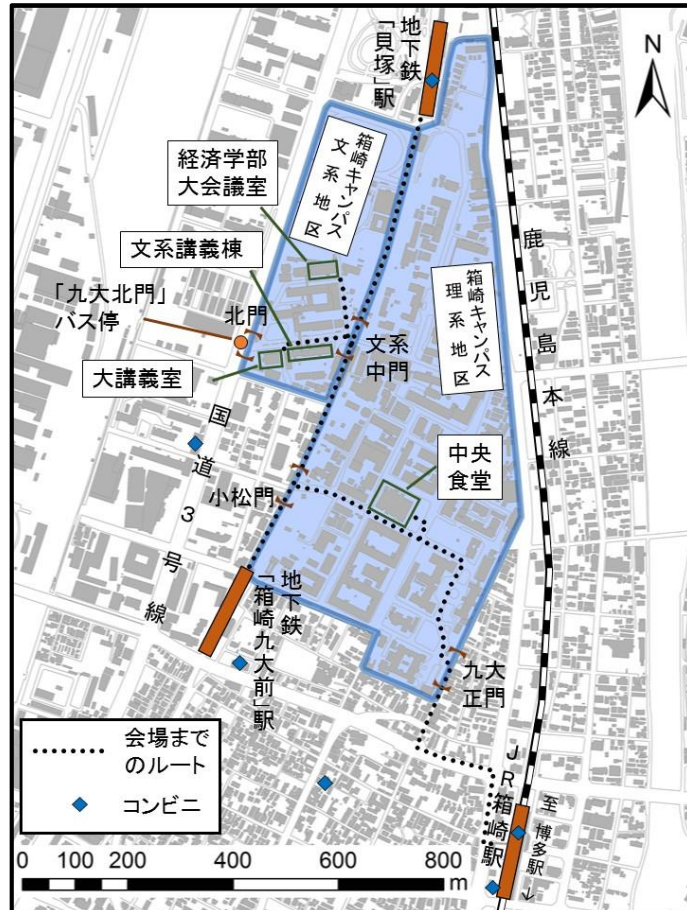 地下鉄
「貝塚」駅
N
箱崎キャンパス
文系地区
経済学部
大会議室
文系講義棟
「九大北門」
バス停
北門
大講義室
文系
中門
箱崎キャンパス
理系地区
鹿児島本線
国道3号線
中央
食堂
小松門
地下鉄
「箱崎九大前」駅
九大
正門
JR箱崎駅
至 博多駅
↓
会場まで
のルート
コンビニ
0 100 200 400 600 800
m